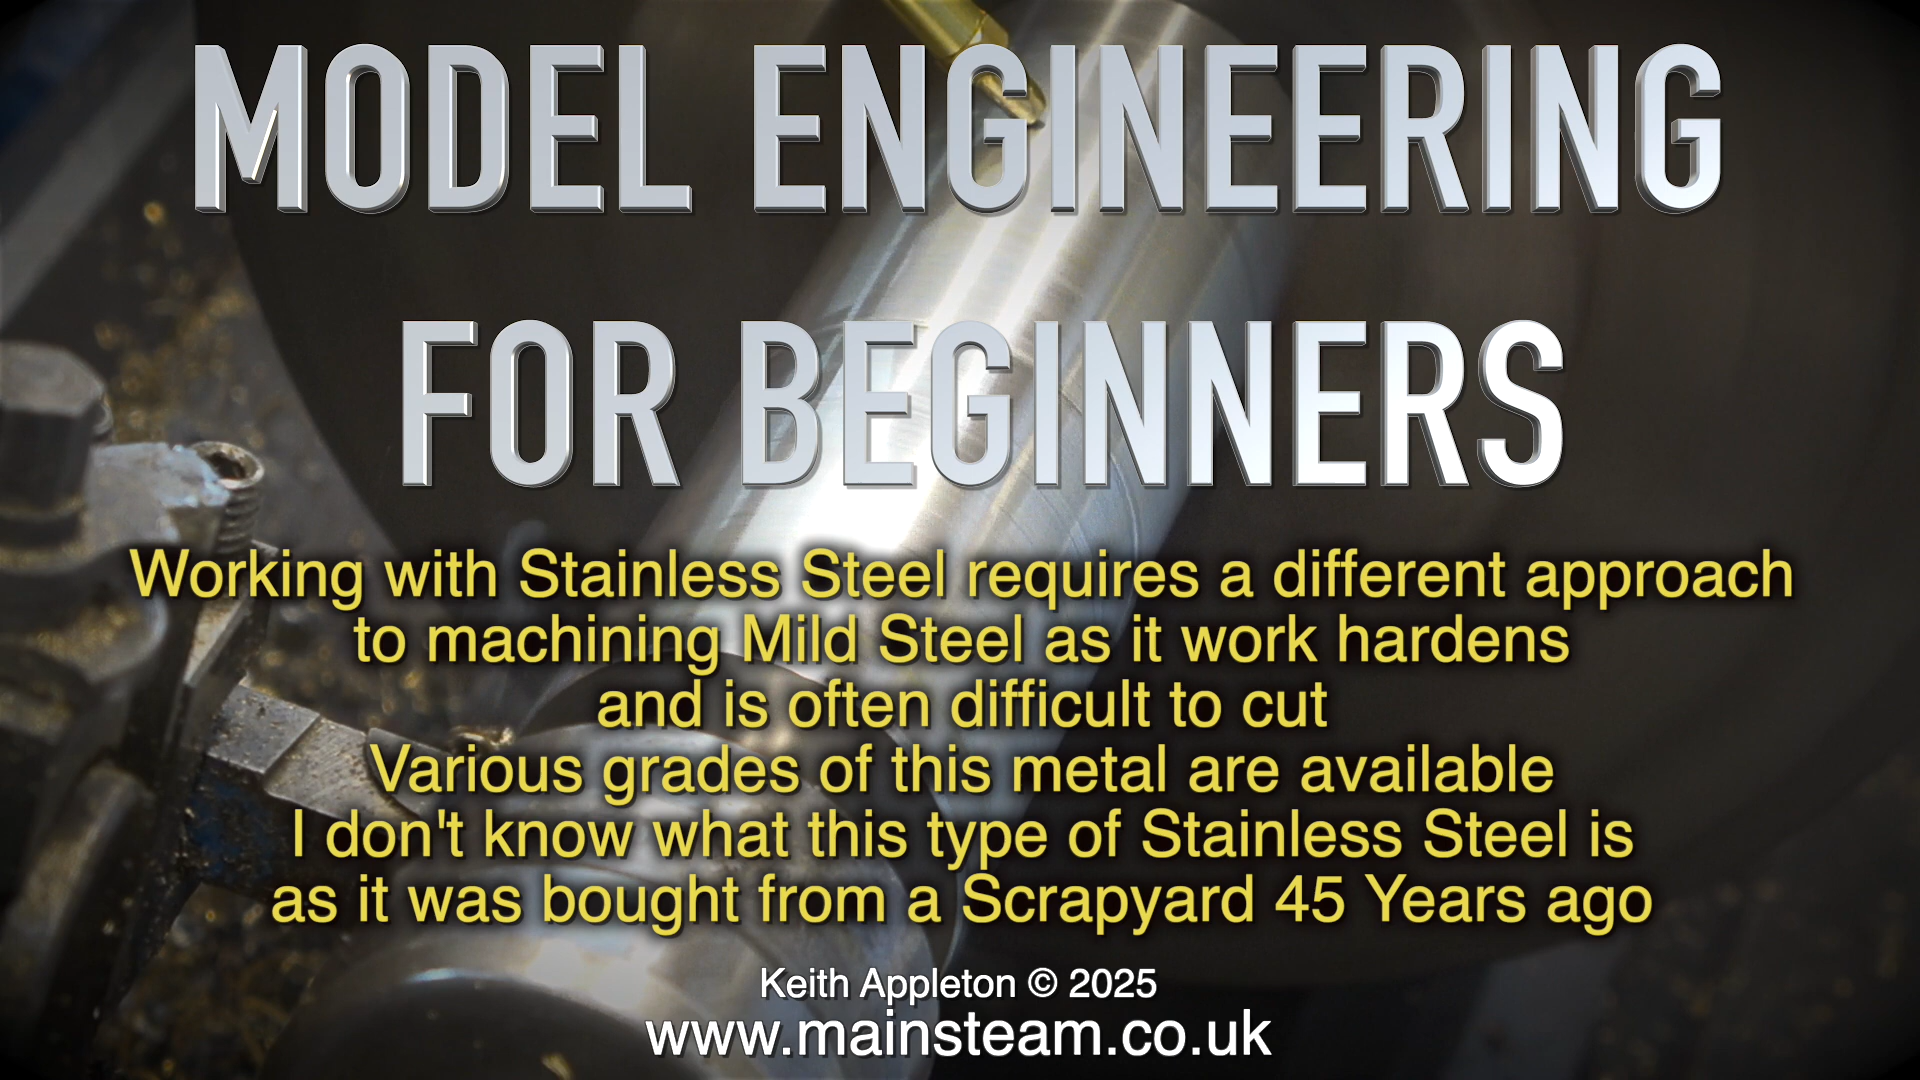 MODEL ENGINEERING
FOR BEGINNERS
Working with Stainless Steel requires a different approach
to machining Mild Steel as it work hardens
and is often difficult to cut
Various grades of this metal are available
I don't know what this type of Stainless Steel is
as it was bought from a Scrapyard 45 Years ago
Keith Appleton © 2025
www.mainsteam.co.uk